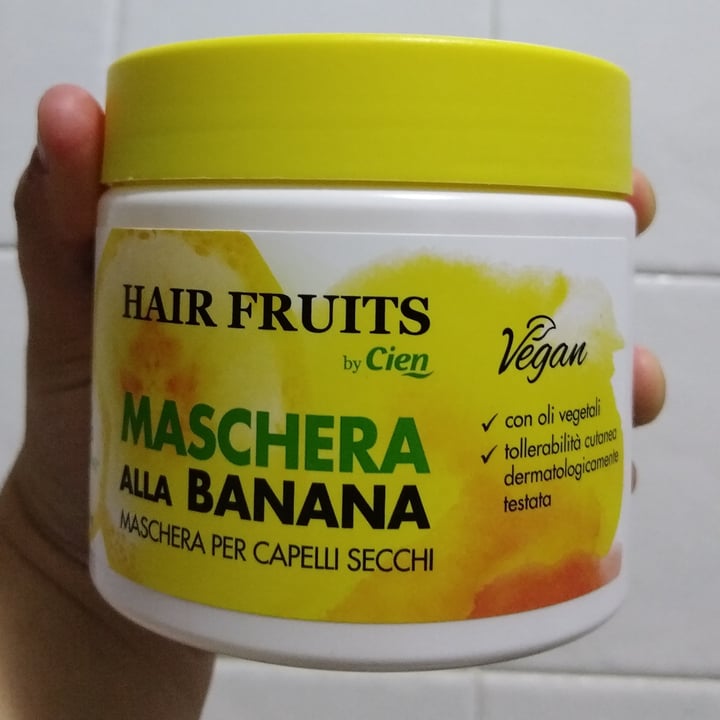 HAIR FRUITS
by Cien
MASCHERA
ALLA BANANA
MASCHERA PER CAPELLI SECCHI
Vegan
✓ con oli vegetali
✓ tollerabilità cutanea
dermatologicamente
testata